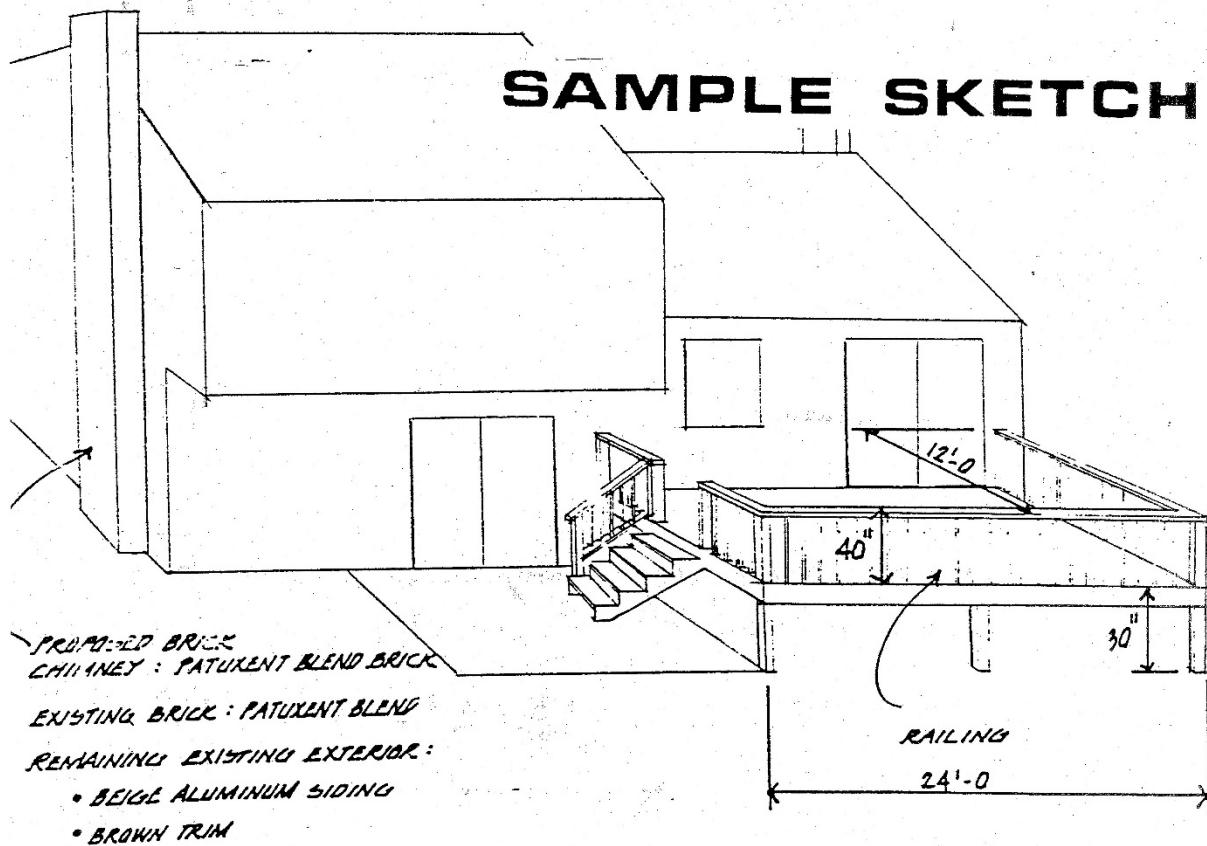 SAMPLE SKETCH
12'-0
40"
30"
PROPOSED BRICK
CHIMNEY : PATUXENT BLEND BRICK
EXISTING BRICK : PATUXENT BLEND
REMAINING EXISTING EXTERIOR :
• BEIGE ALUMINUM SIDING
• BROWN TRIM
RAILING
24'-0